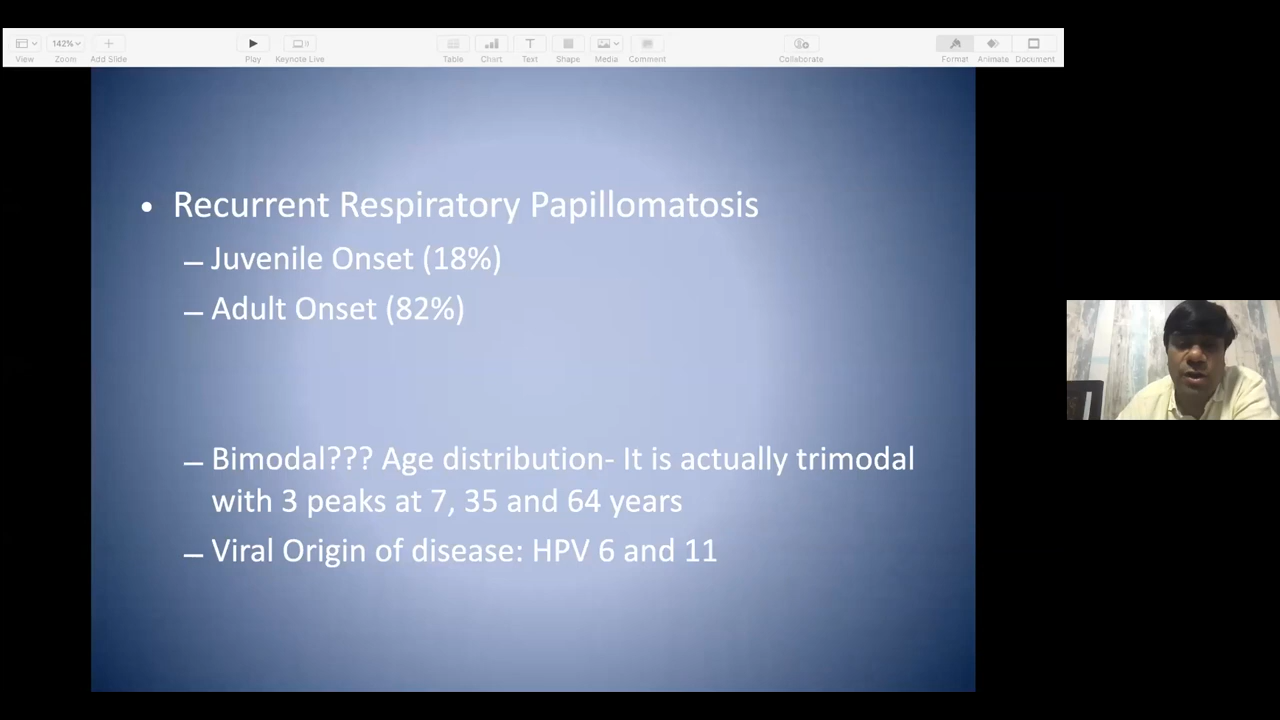 142%
View Zoom Add Slide Play Keynote Live Table Chart Text Shape Media Comment Collaborate Format Animate Document
• Recurrent Respiratory Papillomatosis
– Juvenile Onset (18%)
– Adult Onset (82%)
– Bimodal??? Age distribution- It is actually trimodal
with 3 peaks at 7, 35 and 64 years
– Viral Origin of disease: HPV 6 and 11